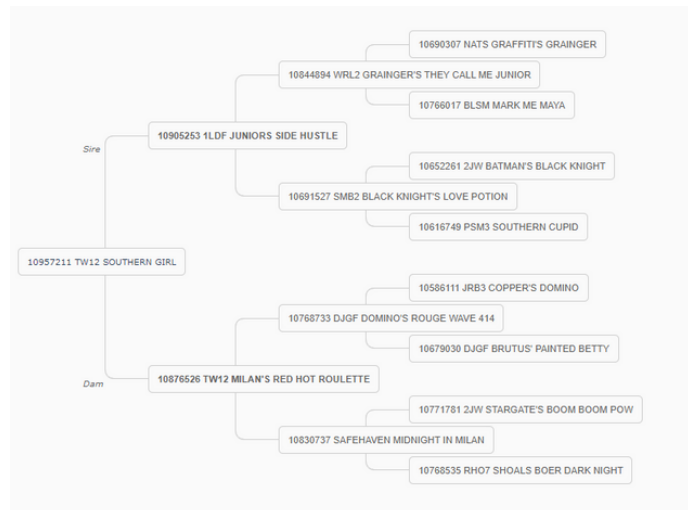 10690307 NATS GRAFFITI'S GRAINGER
10844894 WRL2 GRAINGER'S THEY CALL ME JUNIOR
10766017 BLSM MARK ME MAYA
10905253 1LDF JUNIORS SIDE HUSTLE
Sire
10652261 2JW BATMAN'S BLACK KNIGHT
10691527 SMB2 BLACK KNIGHT'S LOVE POTION
10616749 PSM3 SOUTHERN CUPID
10957211 TW12 SOUTHERN GIRL
10586111 JRB3 COPPER'S DOMINO
10768733 DJGF DOMINO'S ROUGE WAVE 414
10679030 DJGF BRUTUS' PAINTED BETTY
10876526 TW12 MILAN'S RED HOT ROULETTE
Dam
10771781 2JW STARGATE'S BOOM BOOM POW
10830737 SAFEHAVEN MIDNIGHT IN MILAN
10768535 RHO7 SHOALS BOER DARK NIGHT